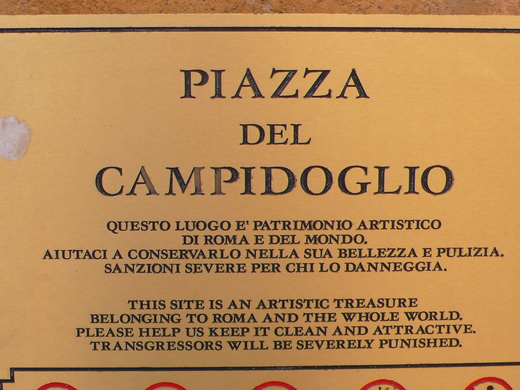 PIAZZA
DEL
CAMPIDOGLIO
QUESTO LUOGO E' PATRIMONIO ARTISTICO
DI ROMA E DEL MONDO.
AIUTACI A CONSERVARLO NELLA SUA BELLEZZA E PULIZIA.
SANZIONI SEVERE PER CHI LO DANNEGGIA.
THIS SITE IS AN ARTISTIC TREASURE
BELONGING TO ROMA AND THE WHOLE WORLD.
PLEASE HELP US KEEP IT CLEAN AND ATTRACTIVE.
TRANSGRESSORS WILL BE SEVERELY PUNISHED.